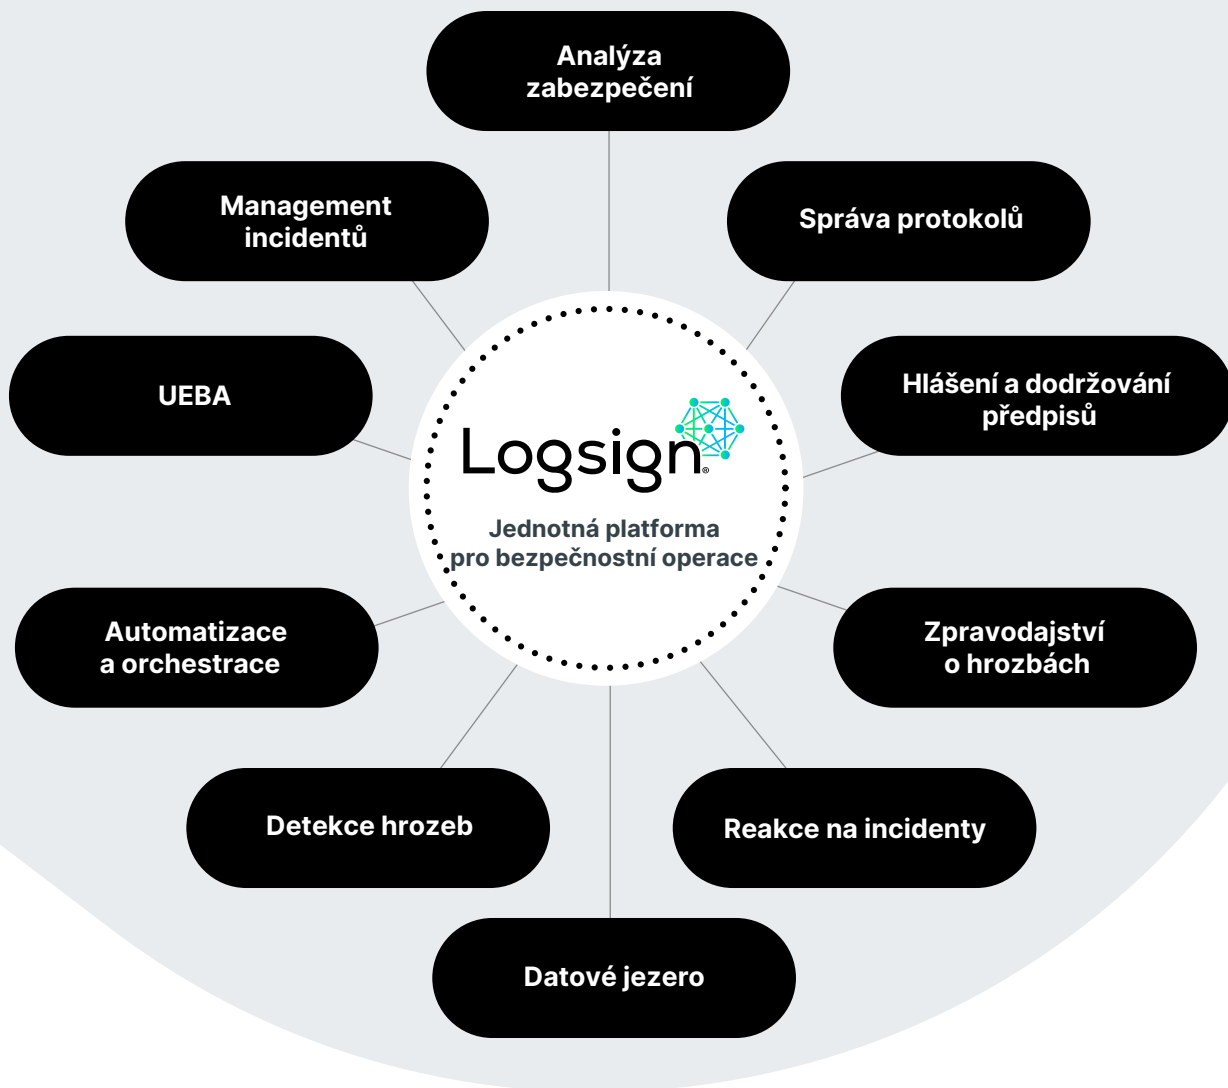 Analýza
zabezpečení
Management
incidentů
Správa protokolů
UEBA
Hlášení a dodržování
předpisů
Logsign®
Jednotná platforma
pro bezpečnostní operace
Automatizace
a orchestrace
Zpravodajství
o hrozbách
Detekce hrozeb
Reakce na incidenty
Datové jezero